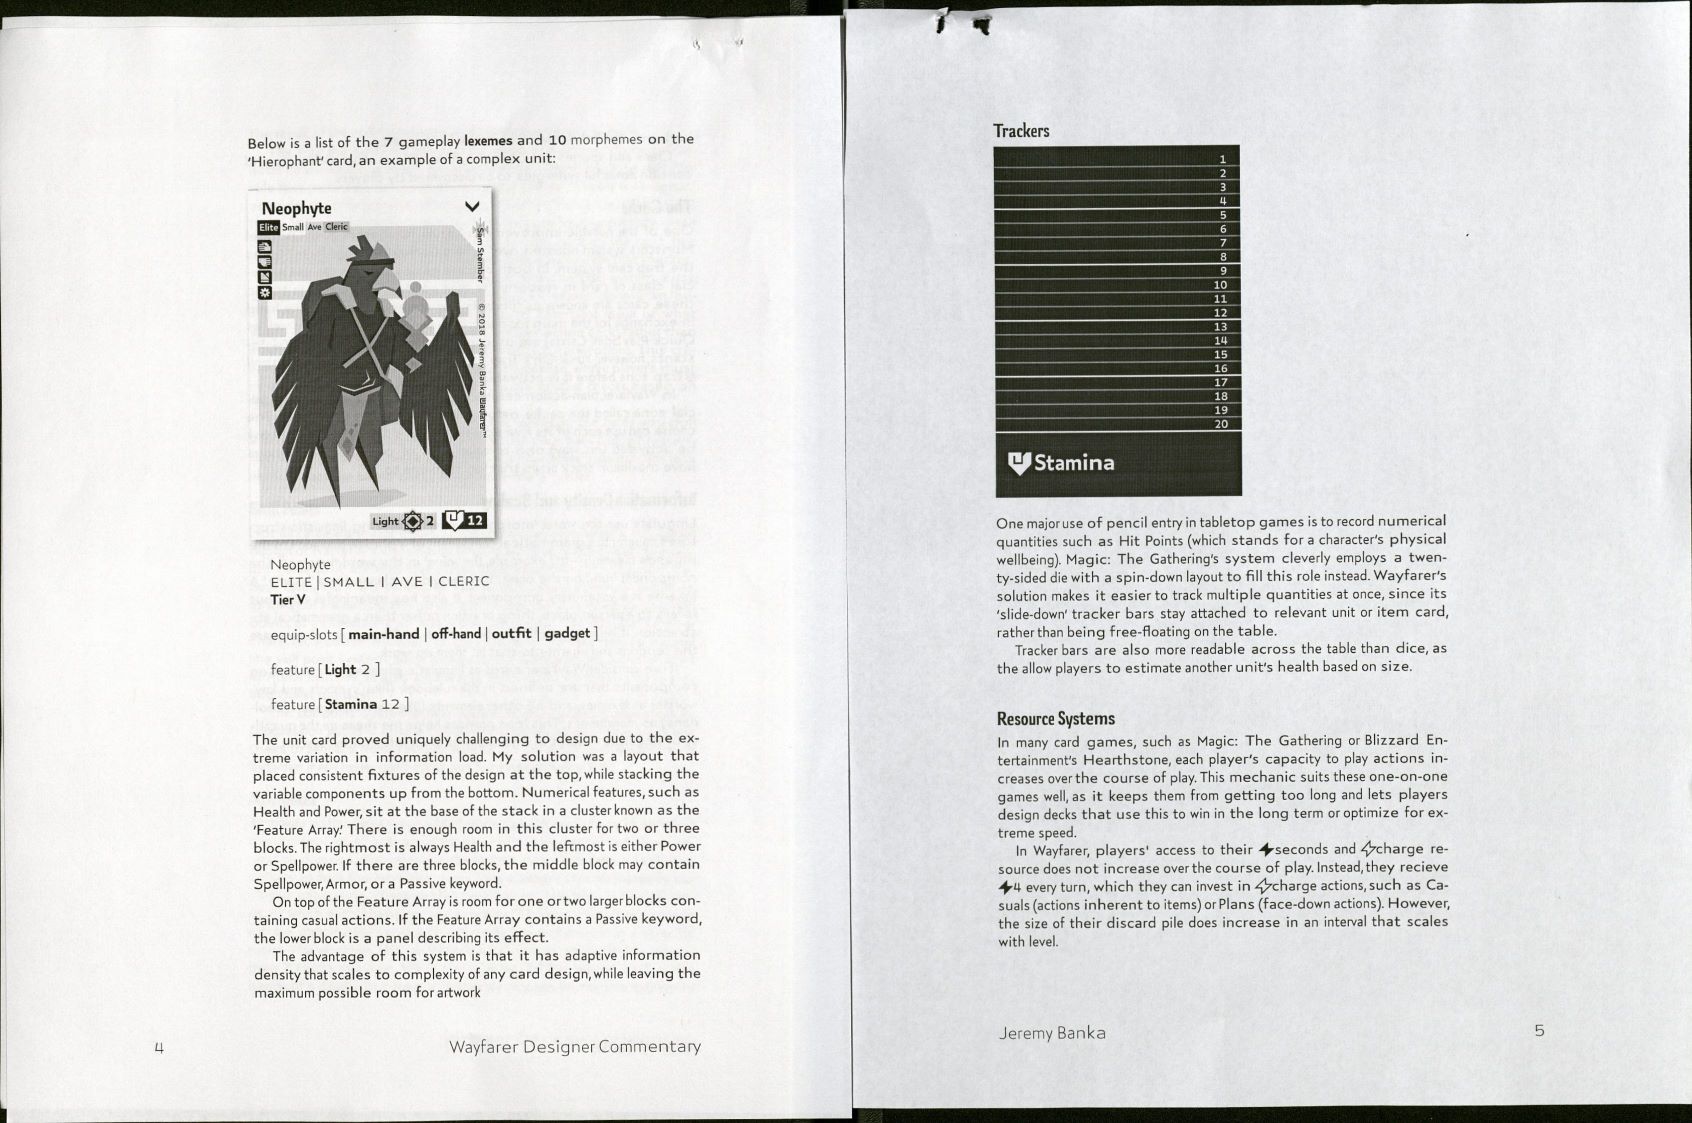 Below is a list of the 7 gameplay lexemes and 10 morphemes on the
'Hierophant' card, an example of a complex unit:
Neophyte
Elite Small Ave Cleric
Sam Stember © 2018 Jeremy Banka Wayfarer™
Light 2 12
Neophyte
ELITE | SMALL | AVE | CLERIC
Tier V
equip-slots [ main-hand | off-hand | outfit | gadget ]
feature [ Light 2 ]
feature [ Stamina 12 ]
The unit card proved uniquely challenging to design due to the ex-
treme variation in information load. My solution was a layout that
placed consistent fixtures of the design at the top, while stacking the
variable components up from the bottom. Numerical features, such as
Health and Power, sit at the base of the stack in a cluster known as the
'Feature Array.' There is enough room in this cluster for two or three
blocks. The rightmost is always Health and the leftmost is either Power
or Spellpower. If there are three blocks, the middle block may contain
Spellpower, Armor, or a Passive keyword.
On top of the Feature Array is room for one or two larger blocks con-
taining casual actions. If the Feature Array contains a Passive keyword,
the lower block is a panel describing its effect.
The advantage of this system is that it has adaptive information
density that scales to complexity of any card design, while leaving the
maximum possible room for artwork
4
Wayfarer Designer Commentary
Trackers
1
2
3
4
5
6
7
8
9
10
11
12
13
14
15
16
17
18
19
20
Stamina
One major use of pencil entry in tabletop games is to record numerical
quantities such as Hit Points (which stands for a character's physical
wellbeing). Magic: The Gathering's system cleverly employs a twen-
ty-sided die with a spin-down layout to fill this role instead. Wayfarer's
solution makes it easier to track multiple quantities at once, since its
'slide-down' tracker bars stay attached to relevant unit or item card,
rather than being free-floating on the table.
Tracker bars are also more readable across the table than dice, as
the allow players to estimate another unit's health based on size.
Resource Systems
In many card games, such as Magic: The Gathering or Blizzard En-
tertainment's Hearthstone, each player's capacity to play actions in-
creases over the course of play. This mechanic suits these one-on-one
games well, as it keeps them from getting too long and lets players
design decks that use this to win in the long term or optimize for ex-
treme speed.
In Wayfarer, players' access to their seconds and charge re-
source does not increase over the course of play. Instead, they recieve
4 every turn, which they can invest in charge actions, such as Ca-
suals (actions inherent to items) or Plans (face-down actions). However,
the size of their discard pile does increase in an interval that scales
with level.
Jeremy Banka
5